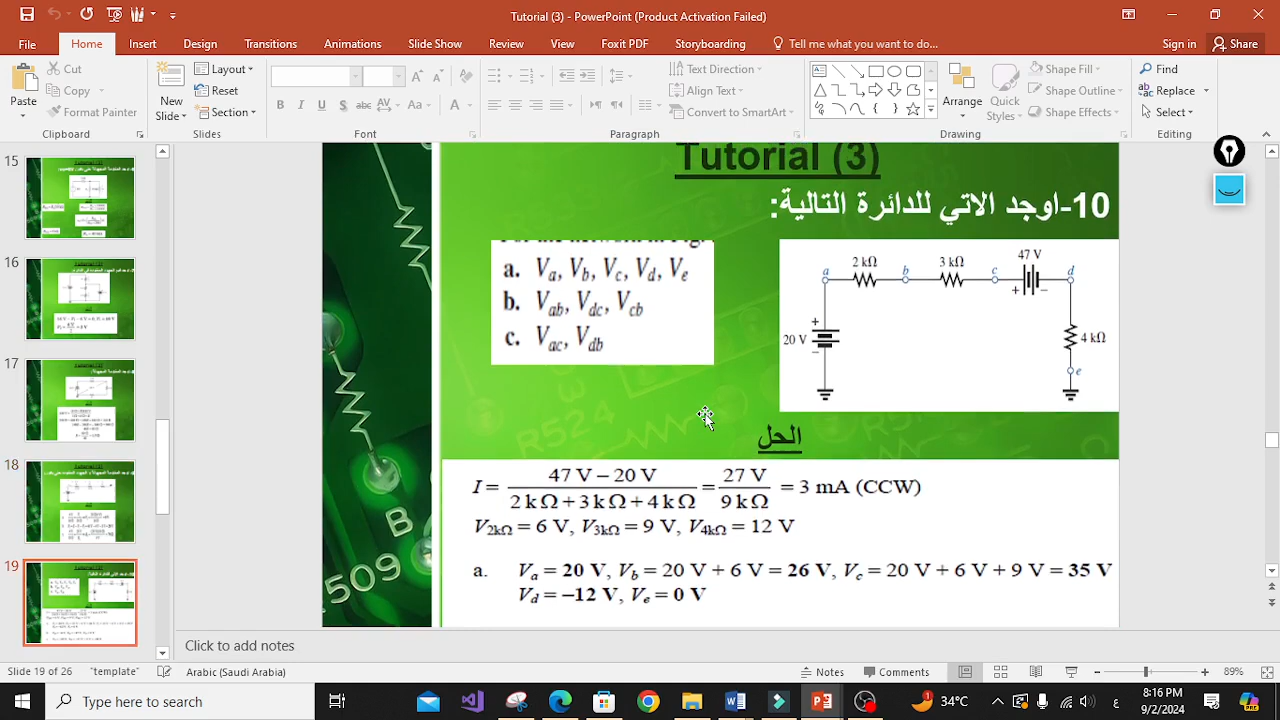 Tutorial (3) - PowerPoint (Product Activation Failed)
File
Home
Insert
Design
Transitions
Animations
Slide Show
Review
View
Foxit PDF
Storyboarding
Tell me what you want to do...
Sign in
Share
Paste
Cut
Copy
Format Painter
Clipboard
New Slide
Layout
Reset
Section
Slides
B I U S abc AV Aa A
Font
Text Direction
Align Text
Convert to SmartArt
Paragraph
Arrange
Quick Styles
Shape Fill
Shape Outline
Shape Effects
Drawing
Find
Replace
Select
Editing
15
16
17
18
19
Tutorial (3)
10-اوجد الاتي للدائرة التالية:
a. Va, Vb, Vc, Vd, Ve
b. Vab, Vdc, Vcb
c. Vac, Vdb
47 V
2 kΩ 3 kΩ
a b c d
+ −
+
20 V 4 kΩ
−
e
الحل
I = 47 V − 20 V / 2 kΩ + 3 kΩ + 4 kΩ = 27 V / 9 kΩ = 3 mA (CCW)
V2kΩ = 6 V, V3kΩ = 9 V, V4kΩ = 12 V
a. Va = 20 V, Vb = 20 V + 6 V = 26 V, Vc = 20 V + 6 V + 9 V = 35 V
Vd = −12 V, Ve = 0 V
B
509
Click to add notes
Slide 19 of 26
"template"
Arabic (Saudi Arabia)
Notes
Comments
89%
Type here to search
1
34°C
8:16 PM
9/2/2024